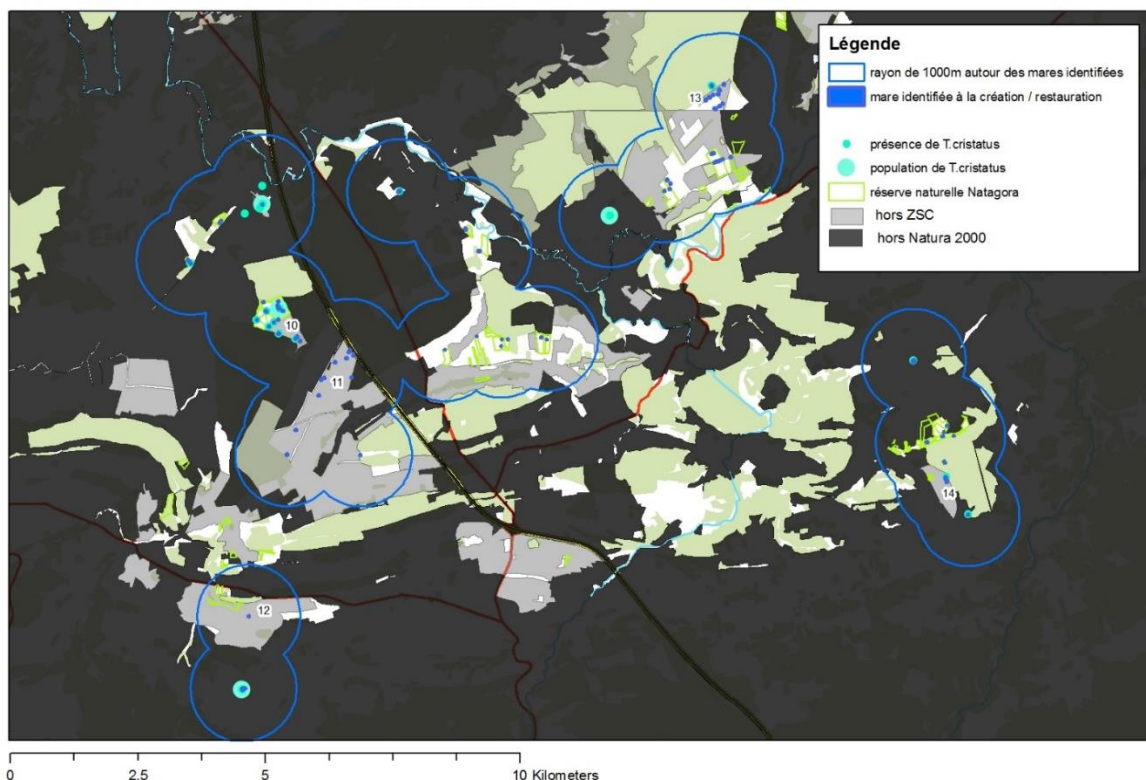 Légende
rayon de 1000m autour des mares identifiées
mare identifiée à la création / restauration
présence de T.cristatus
population de T.cristatus
réserve naturelle Natagora
hors ZSC
hors Natura 2000
13
10
11
14
12
0 2.5 5 10 Kilometers